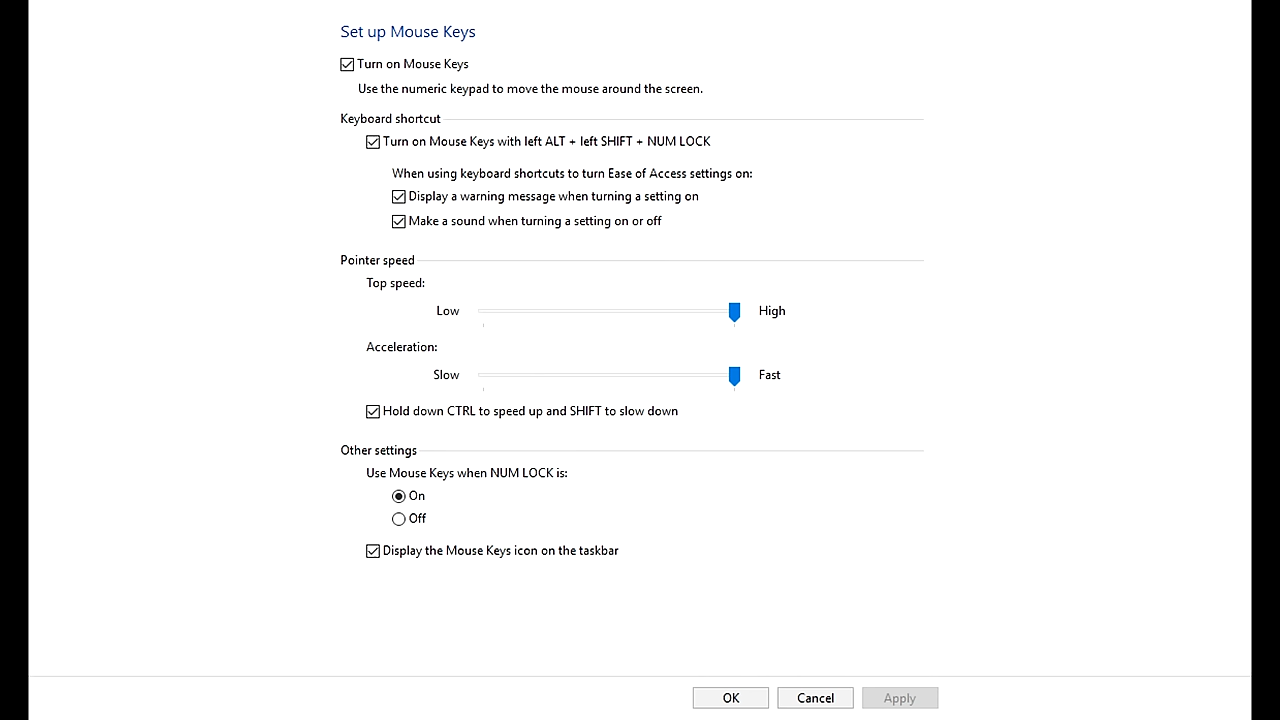 Set up Mouse Keys
Turn on Mouse Keys
Use the numeric keypad to move the mouse around the screen.
Keyboard shortcut
Turn on Mouse Keys with left ALT + left SHIFT + NUM LOCK
When using keyboard shortcuts to turn Ease of Access settings on:
Display a warning message when turning a setting on
Make a sound when turning a setting on or off
Pointer speed
Top speed:
Low High
Acceleration:
Slow Fast
Hold down CTRL to speed up and SHIFT to slow down
Other settings
Use Mouse Keys when NUM LOCK is:
On
Off
Display the Mouse Keys icon on the taskbar
OK Cancel Apply